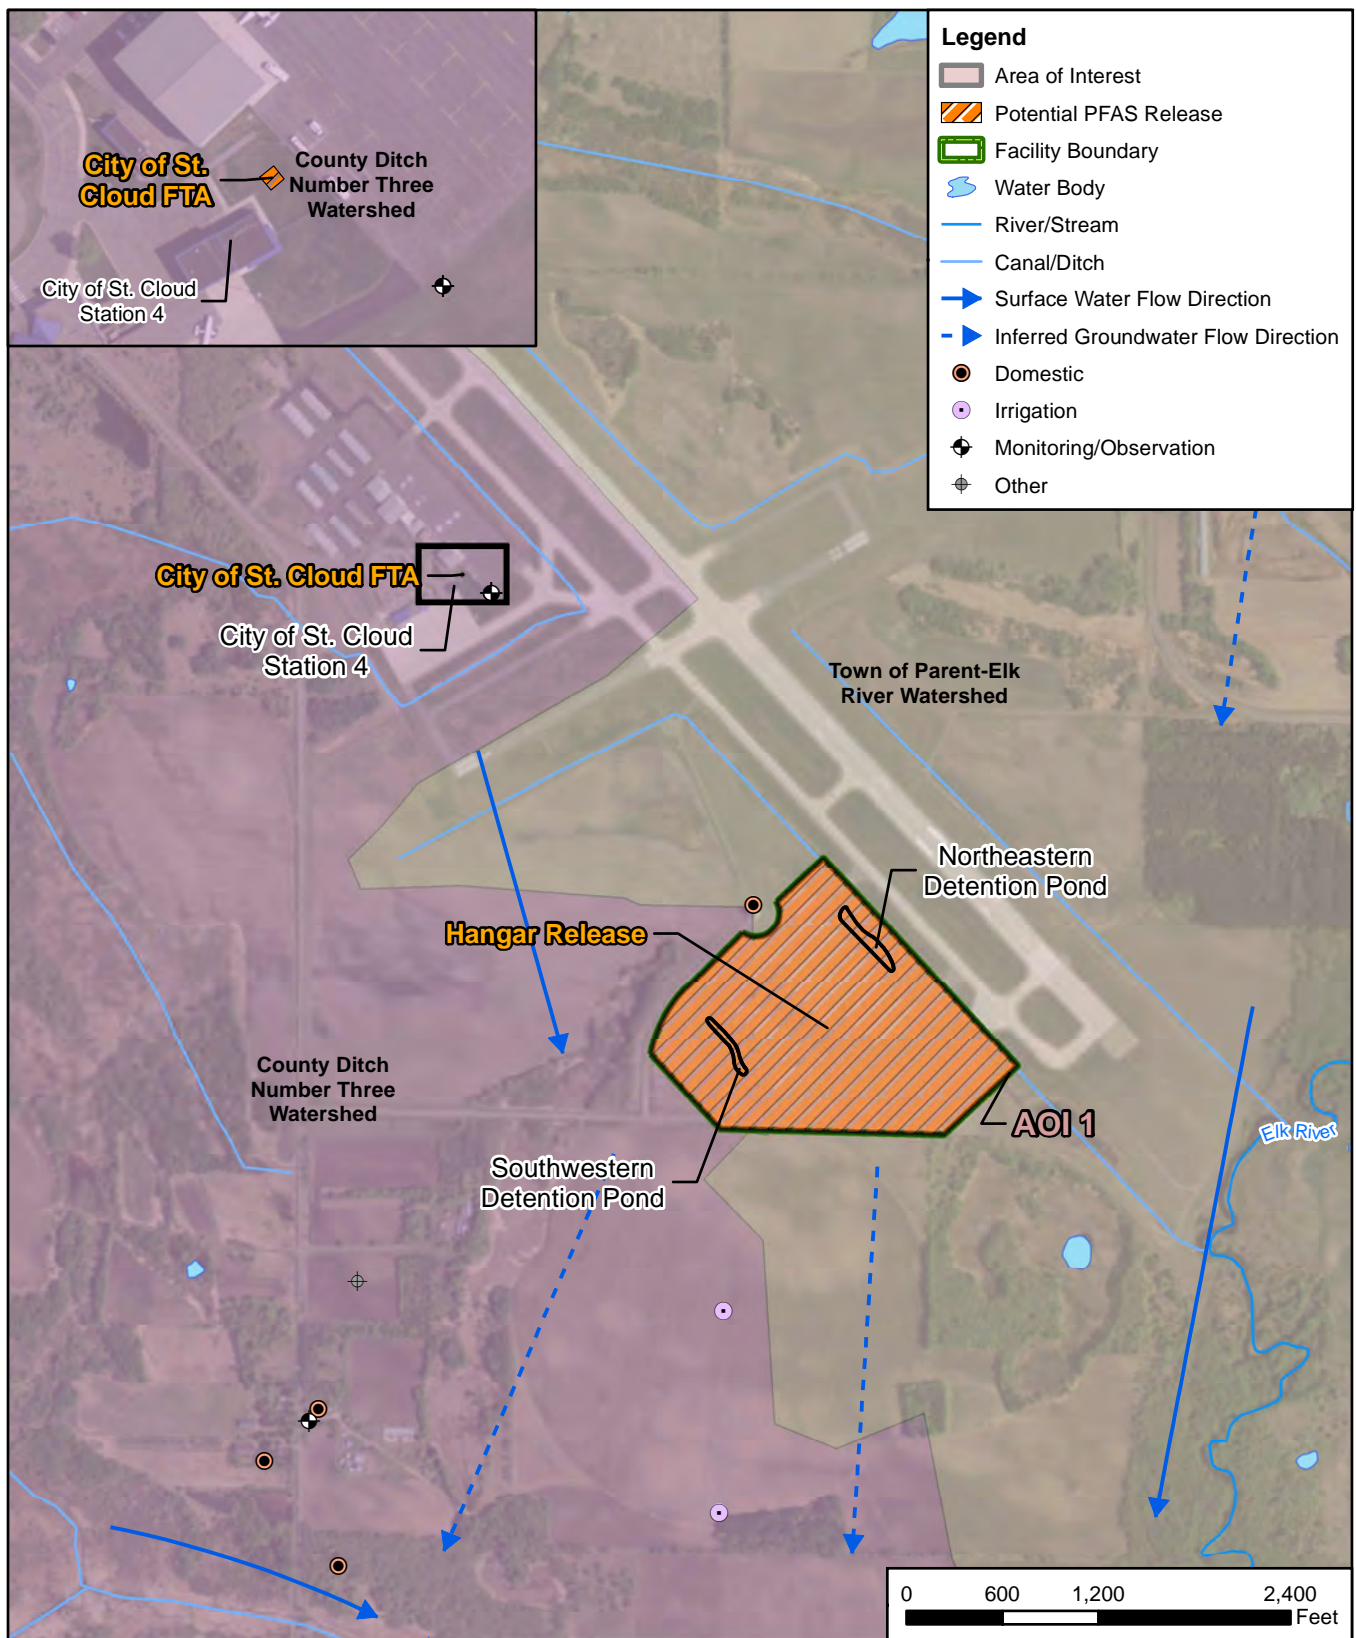 City of St.
Cloud FTA
County Ditch
Number Three
Watershed
City of St. Cloud
Station 4
Legend
Area of Interest
Potential PFAS Release
Facility Boundary
Water Body
River/Stream
Canal/Ditch
Surface Water Flow Direction
Inferred Groundwater Flow Direction
Domestic
Irrigation
Monitoring/Observation
Other
City of St. Cloud FTA
City of St. Cloud
Station 4
Town of Parent-Elk
River Watershed
Northeastern
Detention Pond
Hangar Release
County Ditch
Number Three
Watershed
AOI 1
Elk River
Southwestern
Detention Pond
0 600 1,200 2,400
Feet